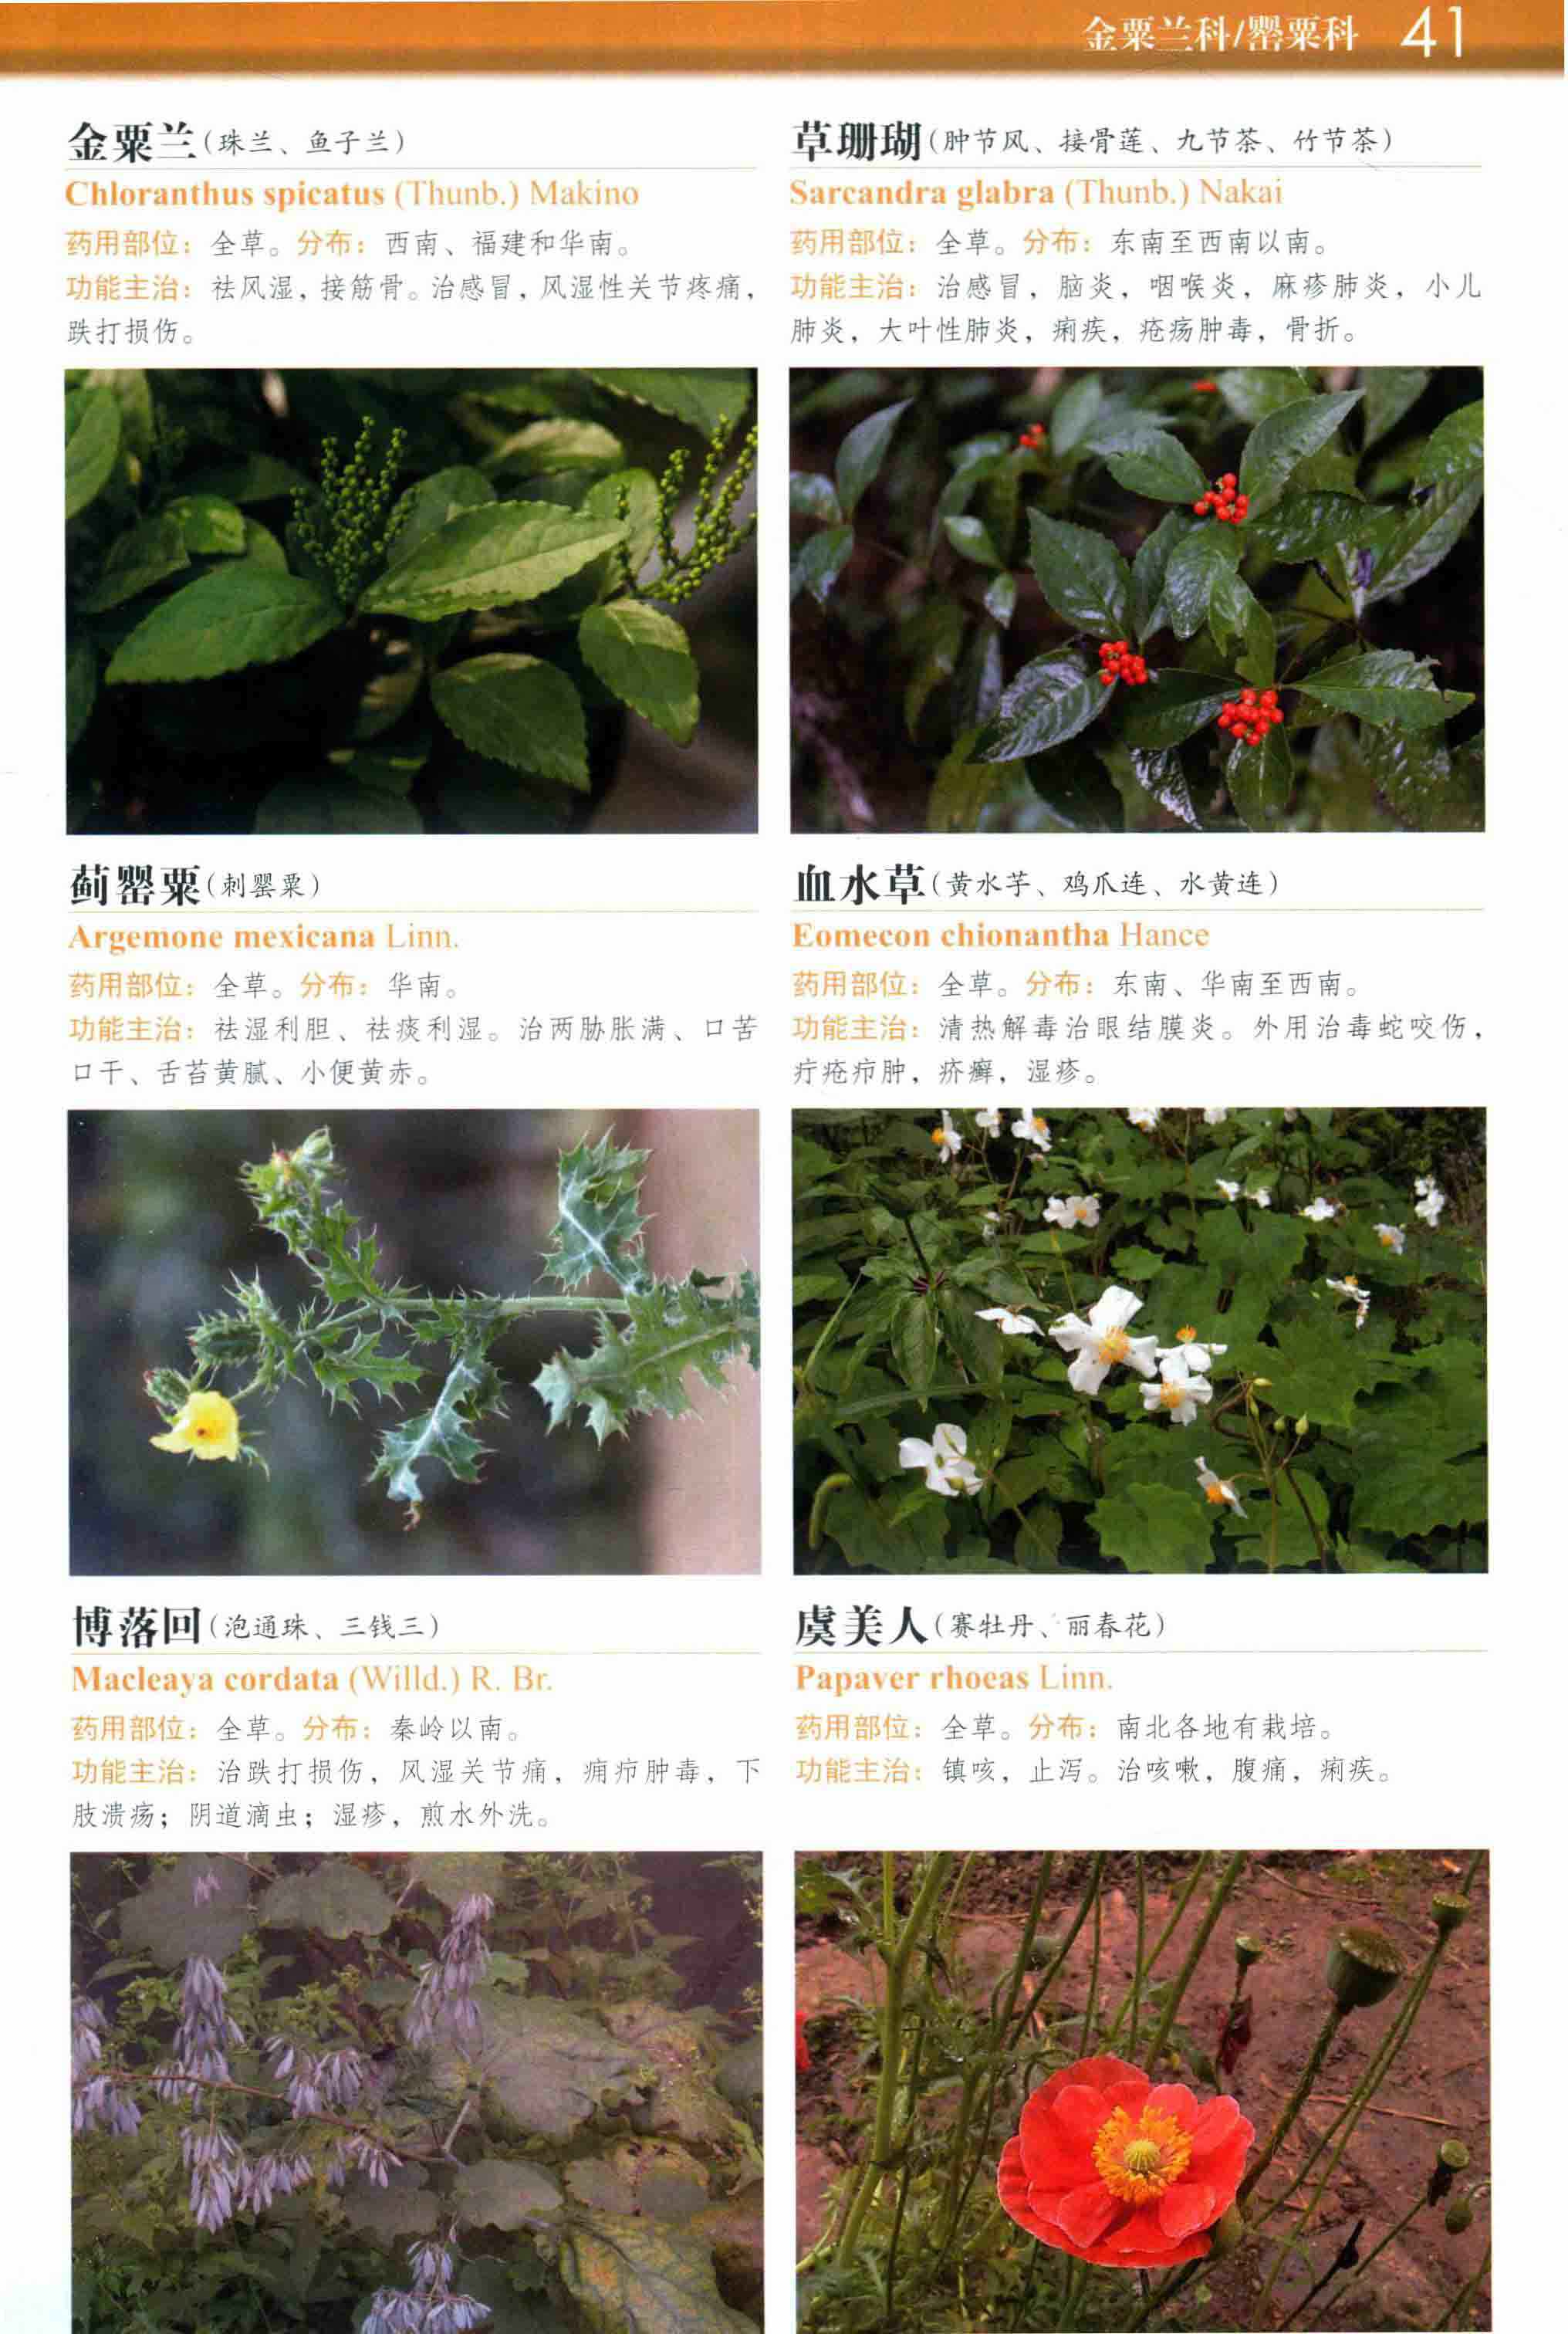 金粟兰科/罂粟科 41
金粟兰(珠兰、鱼子兰)
Chloranthus spicatus (Thunb.) Makino
药用部位：全草。分布：西南、福建和华南。
功能主治：祛风湿，接筋骨。治感冒，风湿性关节疼痛，
跌打损伤。
草珊瑚(肿节风、接骨莲、九节茶、竹节茶)
Sarcandra glabra (Thunb.) Nakai
药用部位：全草。分布：东南至西南以南。
功能主治：治感冒，脑炎，咽喉炎，麻疹肺炎，小儿
肺炎，大叶性肺炎，痢疾，疮疡肿毒，骨折。
蓟罂粟(刺罂粟)
Argemone mexicana Linn.
药用部位：全草。分布：华南。
功能主治：祛湿利胆、祛痰利湿。治两胁胀满、口苦
口干、舌苔黄腻、小便黄赤。
血水草(黄水芋、鸡爪连、水黄连)
Eomecon chionantha Hance
药用部位：全草。分布：东南、华南至西南。
功能主治：清热解毒治眼结膜炎。外用治毒蛇咬伤，
疔疮疖肿，疥癣，湿疹。
博落回(泡通珠、三钱三)
Macleaya cordata (Willd.) R. Br.
药用部位：全草。分布：秦岭以南。
功能主治：治跌打损伤，风湿关节痛，痈疖肿毒，下
肢溃疡；阴道滴虫；湿疹，煎水外洗。
虞美人(赛牡丹、丽春花)
Papaver rhoeas Linn.
药用部位：全草。分布：南北各地有栽培。
功能主治：镇咳，止泻。治咳嗽，腹痛，痢疾。